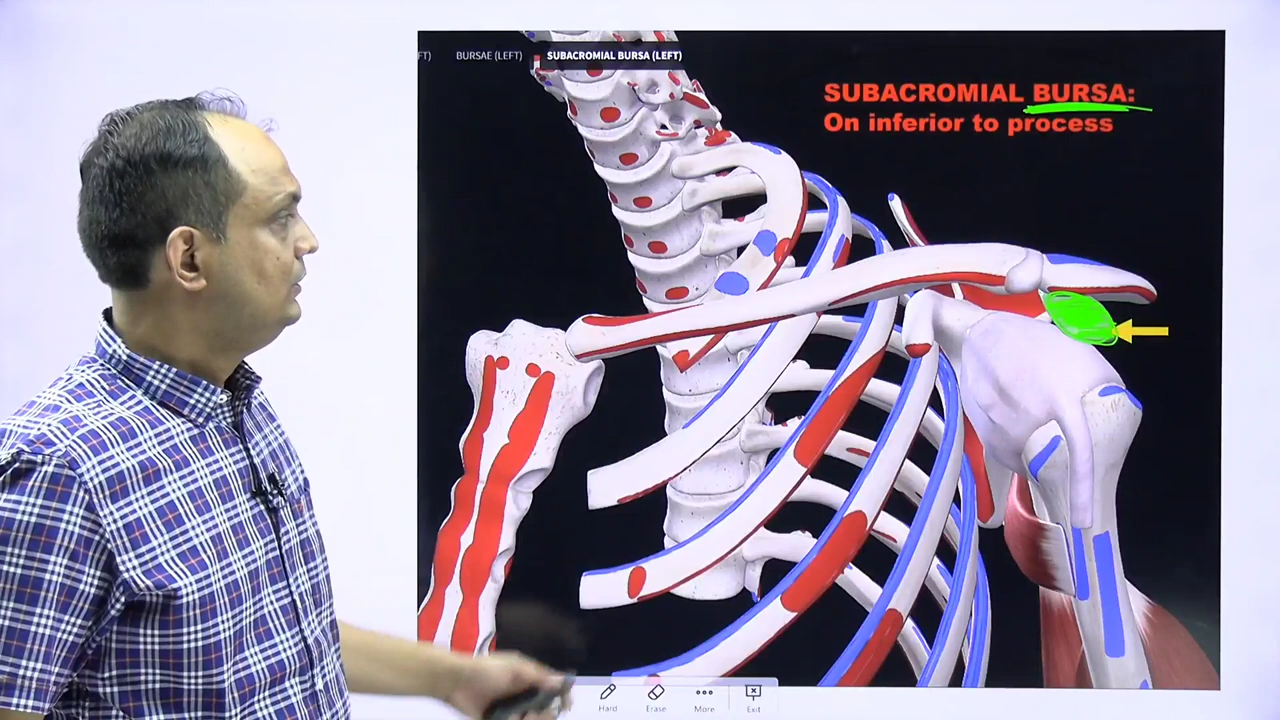 FT)
BURSAE (LEFT)
SUBACROMIAL BURSA (LEFT)
SUBACROMIAL BURSA:
On inferior to process
Hard
Erase
More
Exit